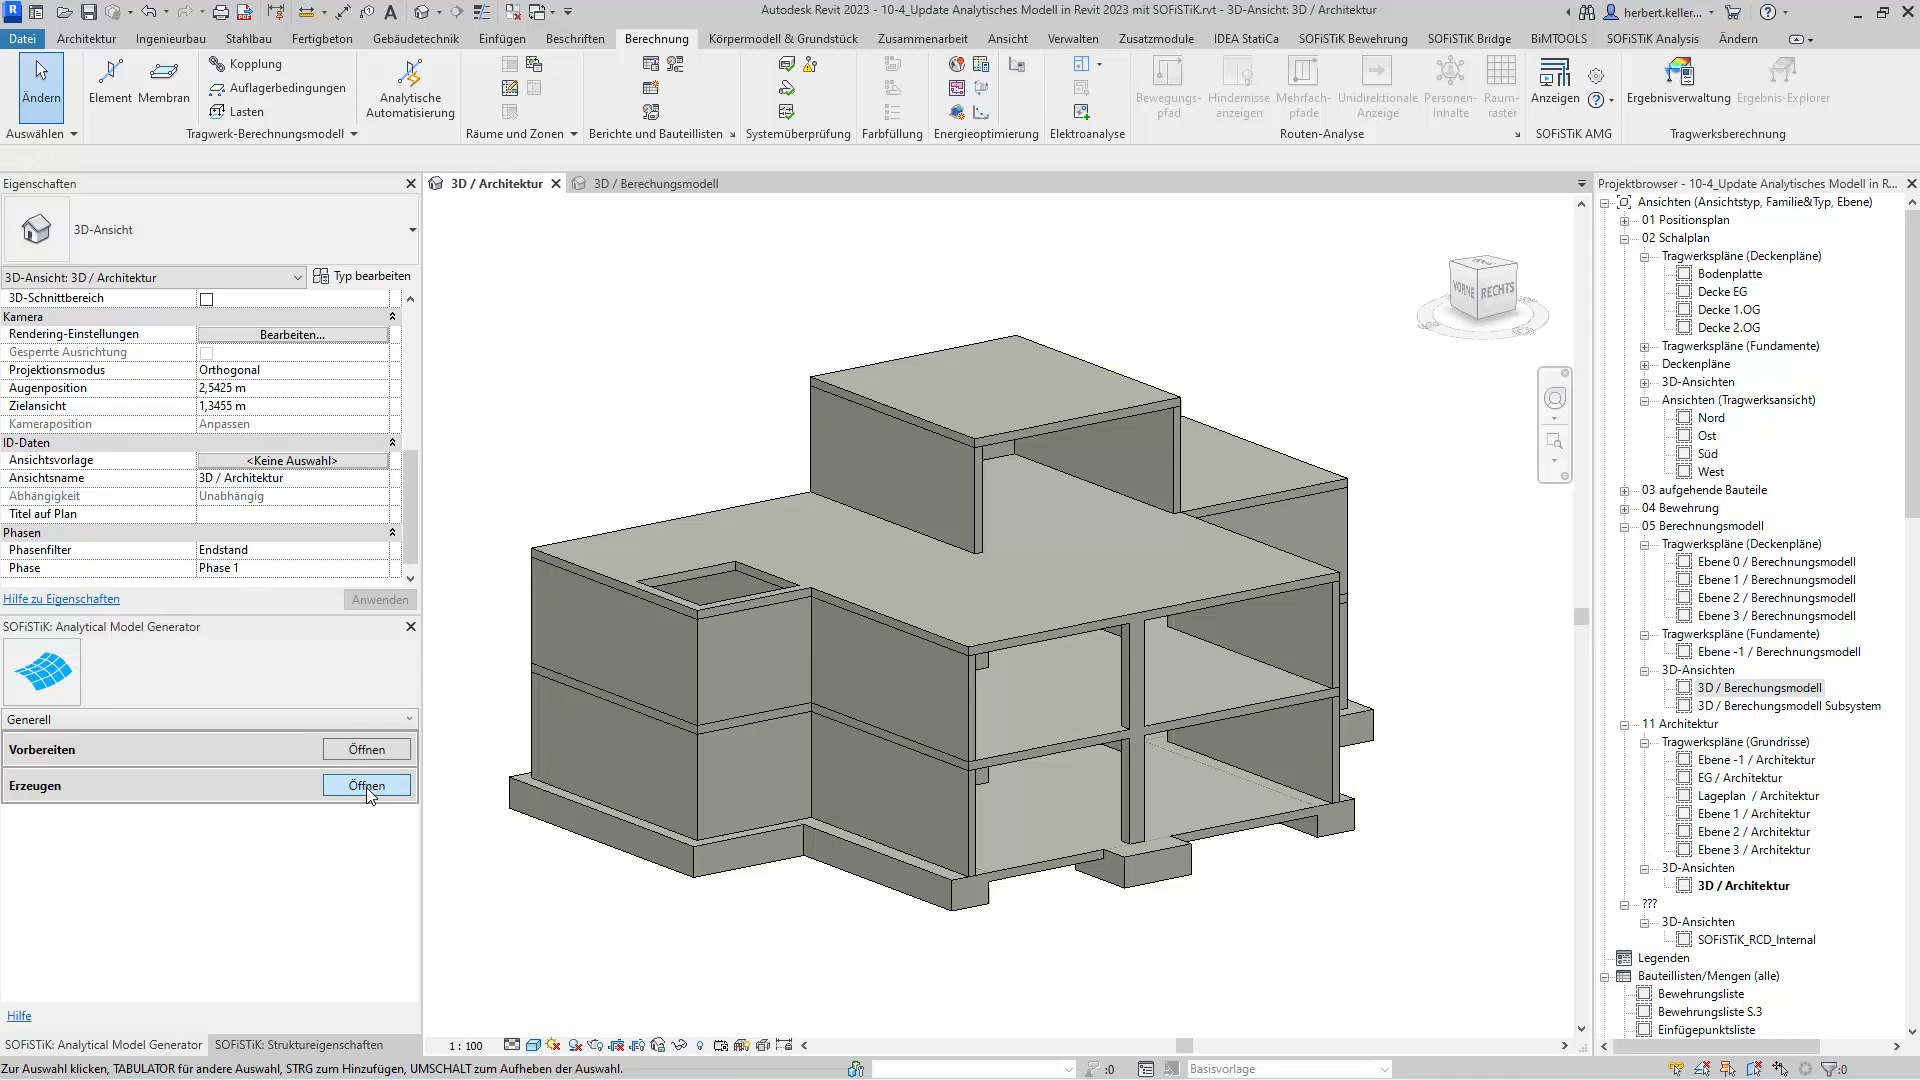 Autodesk Revit 2023 - 10-4_Update Analytisches Modell in Revit 2023 mit SOFiSTiK.rvt - 3D-Ansicht: 3D / Architektur
herbert.keller...
Datei Architektur Ingenieurbau Stahlbau Fertigbeton Gebäudetechnik Einfügen Beschriften Berechnung Körpermodell & Grundstück Zusammenarbeit Ansicht Verwalten Zusatzmodule IDEA StatiCa SOFiSTiK Bewehrung SOFiSTiK Bridge BiMTOOLS SOFiSTiK Analysis Ändern
Ändern
Element Membran
Kopplung
Auflagerbedingungen
Lasten
Analytische
Automatisierung
Bewegungs-
pfad
Hindernisse
anzeigen
Mehrfach-
pfade
Unidirektionale
Anzeige
Personen-
Inhalte
Raum-
raster
Anzeigen
Ergebnisverwaltung Ergebnis-Explorer
Auswählen Tragwerk-Berechnungsmodell Räume und Zonen Berichte und Bauteillisten Systemüberprüfung Farbfüllung Energieoptimierung Elektroanalyse Routen-Analyse SOFiSTiK AMG Tragwerksberechnung
Eigenschaften
3D-Ansicht
3D-Ansicht: 3D / Architektur Typ bearbeiten
3D-Schnittbereich
Kamera
Rendering-Einstellungen Bearbeiten...
Gesperte Ausrichtung
Projektionsmodus Orthogonal
Augenposition 2,5425 m
Zielansicht 1,3455 m
Kameraposition Anpassen
ID-Daten
Ansichtsvorlage <Keine Auswahl>
Ansichtsname 3D / Architektur
Abhängigkeit Unabhängig
Titel auf Plan
Phasen
Phasenfilter Endstand
Phase Phase 1
Hilfe zu Eigenschaften Anwenden
SOFiSTiK: Analytical Model Generator
Generell
Vorbereiten Öffnen
Erzeugen Öffnen
Hilfe
SOFiSTiK: Analytical Model Generator SOFiSTiK: Struktureigenschaften
3D / Architektur 3D / Berechungsmodell
VORNE RECHTS
1 : 100
Projektbrowser - 10-4_Update Analytisches Modell in R...
Ansichten (Ansichtstyp, Familie&Typ, Ebene)
01 Positionsplan
02 Schalplan
Tragwerkspläne (Deckenpläne)
Bodenplatte
Decke EG
Decke 1.OG
Decke 2.OG
Tragwerkspläne (Fundamente)
Deckenpläne
3D-Ansichten
Ansichten (Tragwerksansicht)
Nord
Ost
Süd
West
03 aufgehende Bauteile
04 Bewehrung
05 Berechnungsmodell
Tragwerkspläne (Deckenpläne)
Ebene 0 / Berechnungsmodell
Ebene 1 / Berechnungsmodell
Ebene 2 / Berechnungsmodell
Ebene 3 / Berechnungsmodell
Tragwerkspläne (Fundamente)
Ebene -1 / Berechnungsmodell
3D-Ansichten
3D / Berechungsmodell
3D / Berechungsmodell Subsystem
11 Architektur
Tragwerkspläne (Grundrisse)
Ebene -1 / Architektur
EG / Architektur
Lageplan / Architektur
Ebene 1 / Architektur
Ebene 2 / Architektur
Ebene 3 / Architektur
3D-Ansichten
3D / Architektur
???
3D-Ansichten
SOFiSTiK_RCD_Internal
Legenden
Bauteillisten/Mengen (alle)
Bewehrungsliste
Bewehrungsliste S.3
Einfügepunktsliste
Zur Auswahl klicken, TABULATOR für andere Auswahl, STRG zum Hinzufügen, UMSCHALT zum Aufheben der Auswahl.
:0 Basisvorlage :0